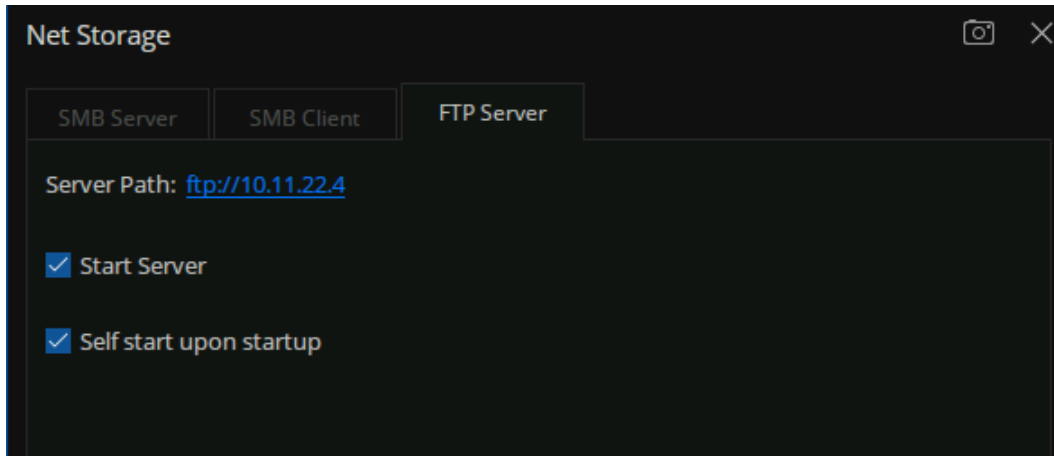 Net Storage
SMB Server SMB Client FTP Server
Server Path: ftp://10.11.22.4
Start Server
Self start upon startup